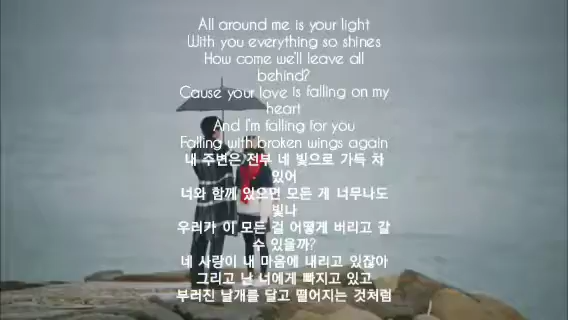 All around me is your light
With you everything so shines
How come we'll leave all
behind?
Cause your love is falling on my
heart
And I'm falling for you
Falling with broken wings again
내 주변은 전부 네 빛으로 가득 차
있어
너와 함께 있으면 모든 게 너무나도
빛나
우리가 이 모든 걸 어떻게 버리고 갈
수 있을까?
네 사랑이 내 마음에 내리고 있잖아
그리고 난 너에게 빠지고 있고
부러진 날개를 달고 떨어지는 것처럼